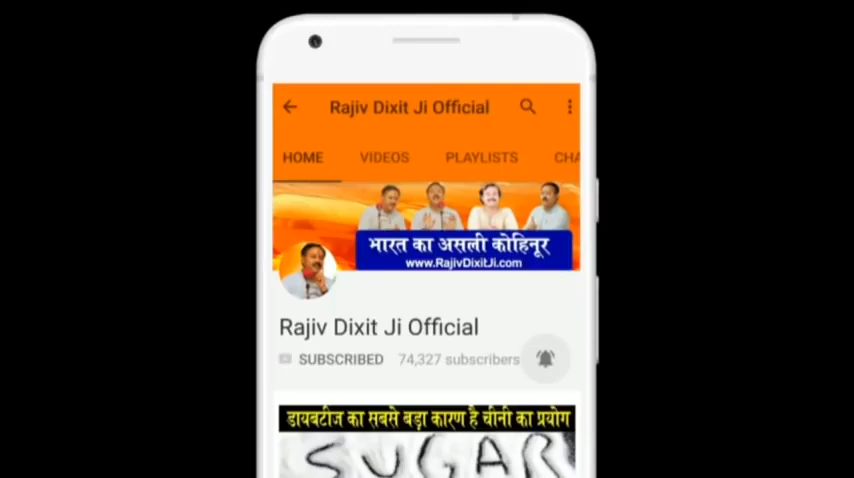 Rajiv Dixit Ji Official
HOME VIDEOS PLAYLISTS CHA
भारत का असली कोहिनूर
www.RajivDixitJi.com
Rajiv Dixit Ji Official
SUBSCRIBED 74,327 subscribers
डायबटीज का सबसे बड़ा कारण है चीनी का प्रयोग
SUGAR